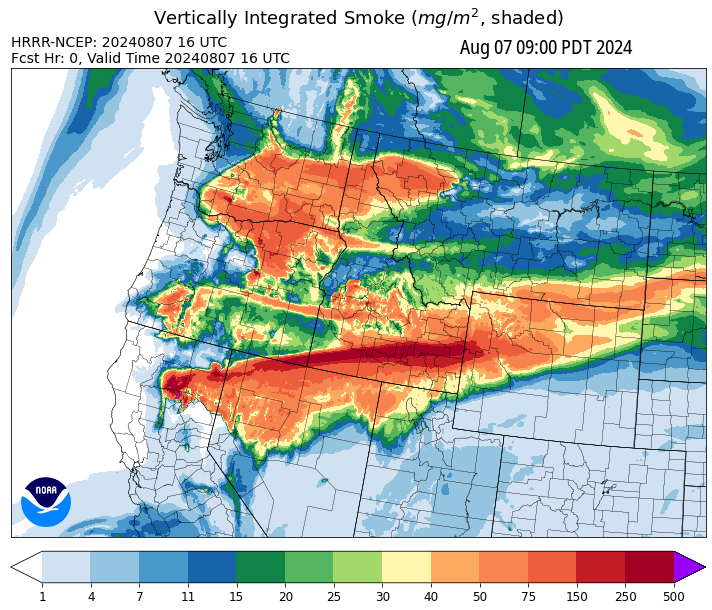 Vertically Integrated Smoke (mg/m², shaded)
HRRR-NCEP: 20240807 16 UTC
Aug 07 09:00 PDT 2024
Fcst Hr: 0, Valid Time 20240807 16 UTC
NOAA
1 4 7 11 15 20 25 30 40 50 75 150 250 500